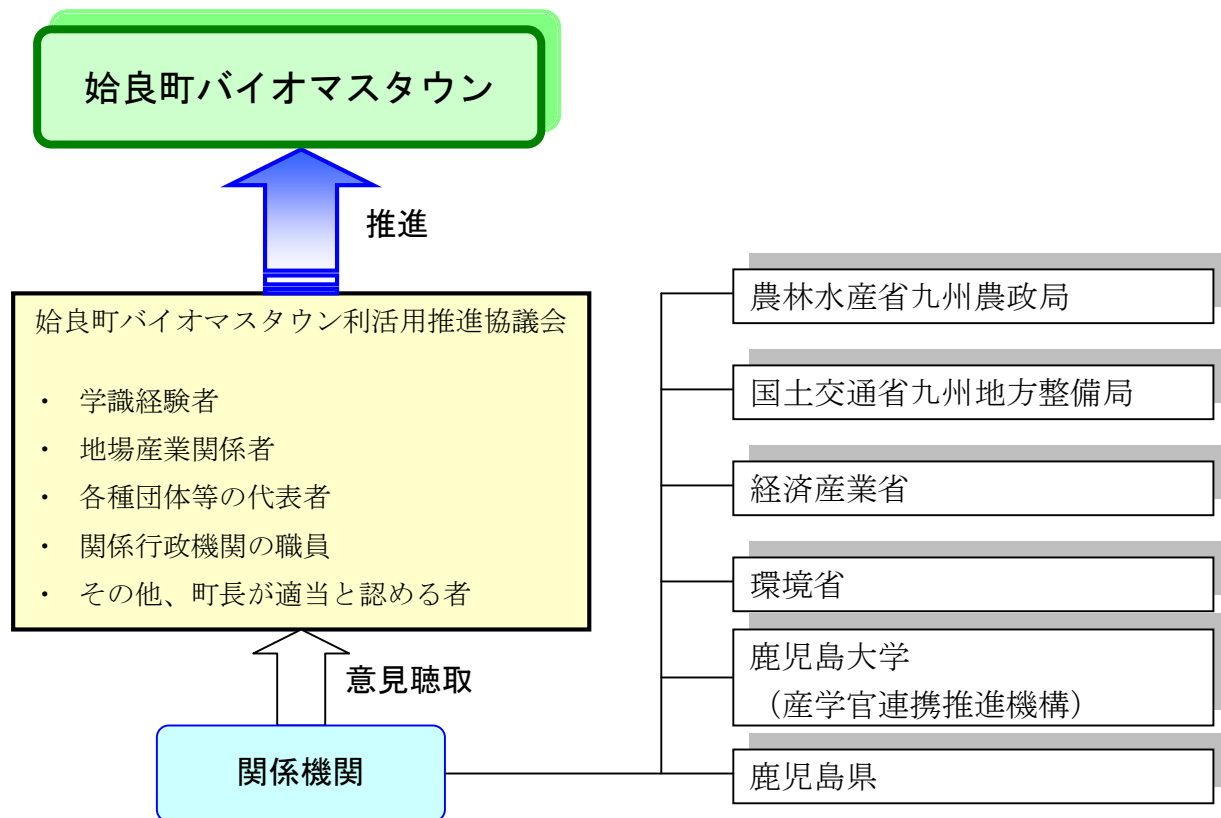 姶良町バイオマスタウン
推進
姶良町バイオマスタウン利活用推進協議会
・ 学識経験者
・ 地場産業関係者
・ 各種団体等の代表者
・ 関係行政機関の職員
・ その他、町長が適当と認める者
意見聴取
関係機関
農林水産省九州農政局
国土交通省九州地方整備局
経済産業省
環境省
鹿児島大学
（産学官連携推進機構）
鹿児島県